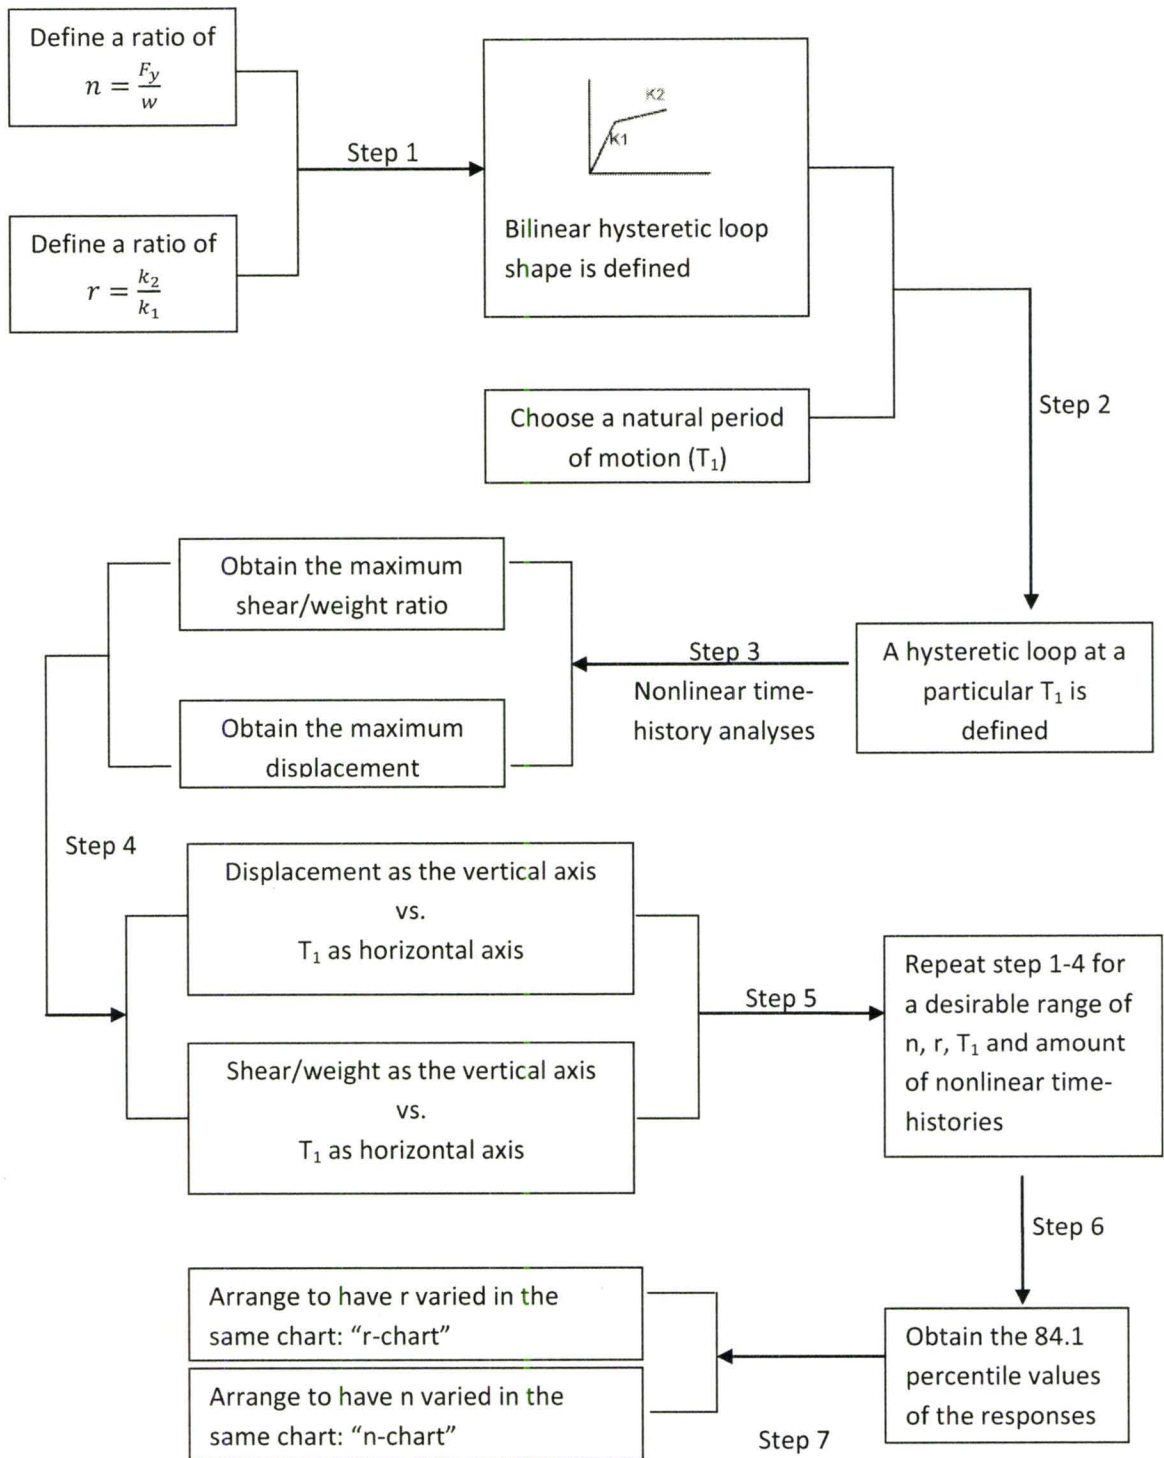 Define a ratio of
n = F_y/w
Step 1
K2
K1
Bilinear hysteretic loop
shape is defined
Define a ratio of
r = k_2/k_1
Choose a natural period
of motion (T₁)
Step 2
A hysteretic loop at a
particular T₁ is
defined
Step 3
Nonlinear time-
history analyses
Obtain the maximum
shear/weight ratio
Obtain the maximum
displacement
Step 4
Displacement as the vertical axis
vs.
T₁ as horizontal axis
Shear/weight as the vertical axis
vs.
T₁ as horizontal axis
Step 5
Repeat step 1-4 for
a desirable range of
n, r, T₁ and amount
of nonlinear time-
histories
Step 6
Obtain the 84.1
percentile values
of the responses
Step 7
Arrange to have r varied in the
same chart: “r-chart”
Arrange to have n varied in the
same chart: “n-chart”